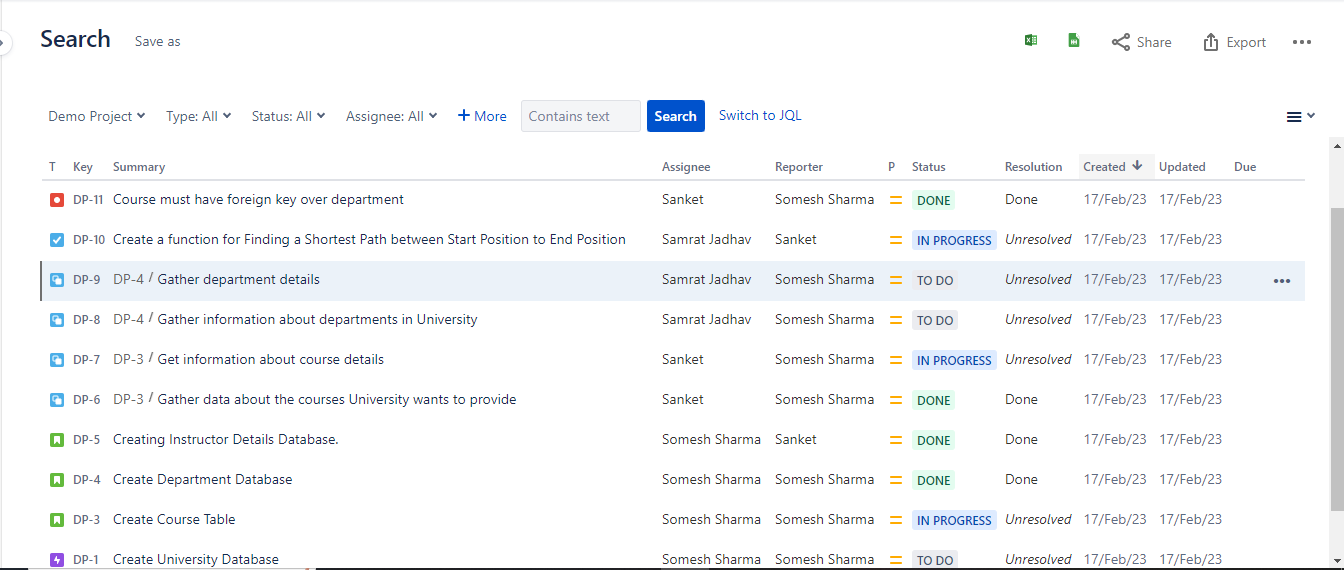 Search Save as Share Export
Demo Project Type: All Status: All Assignee: All + More Contains text Search Switch to JQL
T Key Summary Assignee Reporter P Status Resolution Created Updated Due
DP-11 Course must have foreign key over department Sanket Somesh Sharma DONE Done 17/Feb/23 17/Feb/23
DP-10 Create a function for Finding a Shortest Path between Start Position to End Position Samrat Jadhav Sanket IN PROGRESS Unresolved 17/Feb/23 17/Feb/23
DP-9 DP-4 / Gather department details Samrat Jadhav Somesh Sharma TO DO Unresolved 17/Feb/23 17/Feb/23
DP-8 DP-4 / Gather information about departments in University Samrat Jadhav Somesh Sharma TO DO Unresolved 17/Feb/23 17/Feb/23
DP-7 DP-3 / Get information about course details Sanket Somesh Sharma IN PROGRESS Unresolved 17/Feb/23 17/Feb/23
DP-6 DP-3 / Gather data about the courses University wants to provide Sanket Somesh Sharma DONE Done 17/Feb/23 17/Feb/23
DP-5 Creating Instructor Details Database. Somesh Sharma Sanket DONE Done 17/Feb/23 17/Feb/23
DP-4 Create Department Database Somesh Sharma Somesh Sharma DONE Done 17/Feb/23 17/Feb/23
DP-3 Create Course Table Somesh Sharma Somesh Sharma IN PROGRESS Unresolved 17/Feb/23 17/Feb/23
DP-1 Create University Database Somesh Sharma Somesh Sharma TO DO Unresolved 17/Feb/23 17/Feb/23